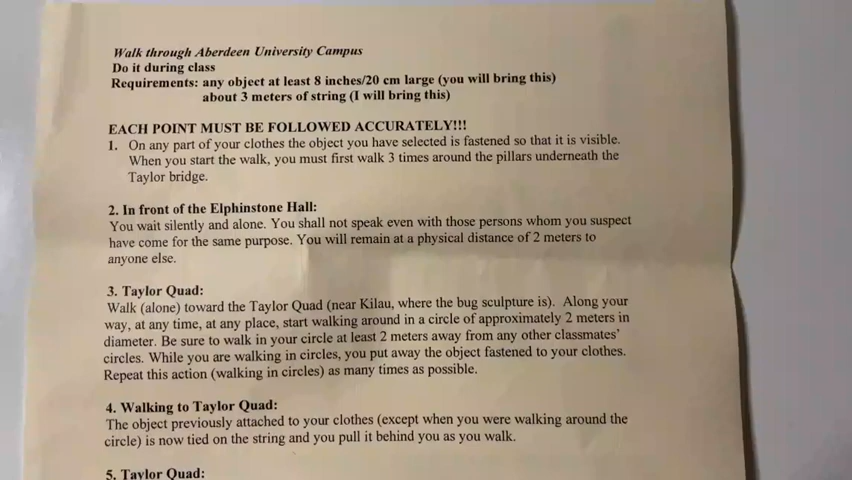 Walk through Aberdeen University Campus
Do it during class
Requirements: any object at least 8 inches/20 cm large (you will bring this)
about 3 meters of string (I will bring this)
EACH POINT MUST BE FOLLOWED ACCURATELY!!!
1. On any part of your clothes the object you have selected is fastened so that it is visible.
When you start the walk, you must first walk 3 times around the pillars underneath the
Taylor bridge.
2. In front of the Elphinstone Hall:
You wait silently and alone. You shall not speak even with those persons whom you suspect
have come for the same purpose. You will remain at a physical distance of 2 meters to
anyone else.
3. Taylor Quad:
Walk (alone) toward the Taylor Quad (near Kilau, where the bug sculpture is). Along your
way, at any time, at any place, start walking around in a circle of approximately 2 meters in
diameter. Be sure to walk in your circle at least 2 meters away from any other classmates'
circles. While you are walking in circles, you put away the object fastened to your clothes.
Repeat this action (walking in circles) as many times as possible.
4. Walking to Taylor Quad:
The object previously attached to your clothes (except when you were walking around the
circle) is now tied on the string and you pull it behind you as you walk.
5. Taylor Quad: